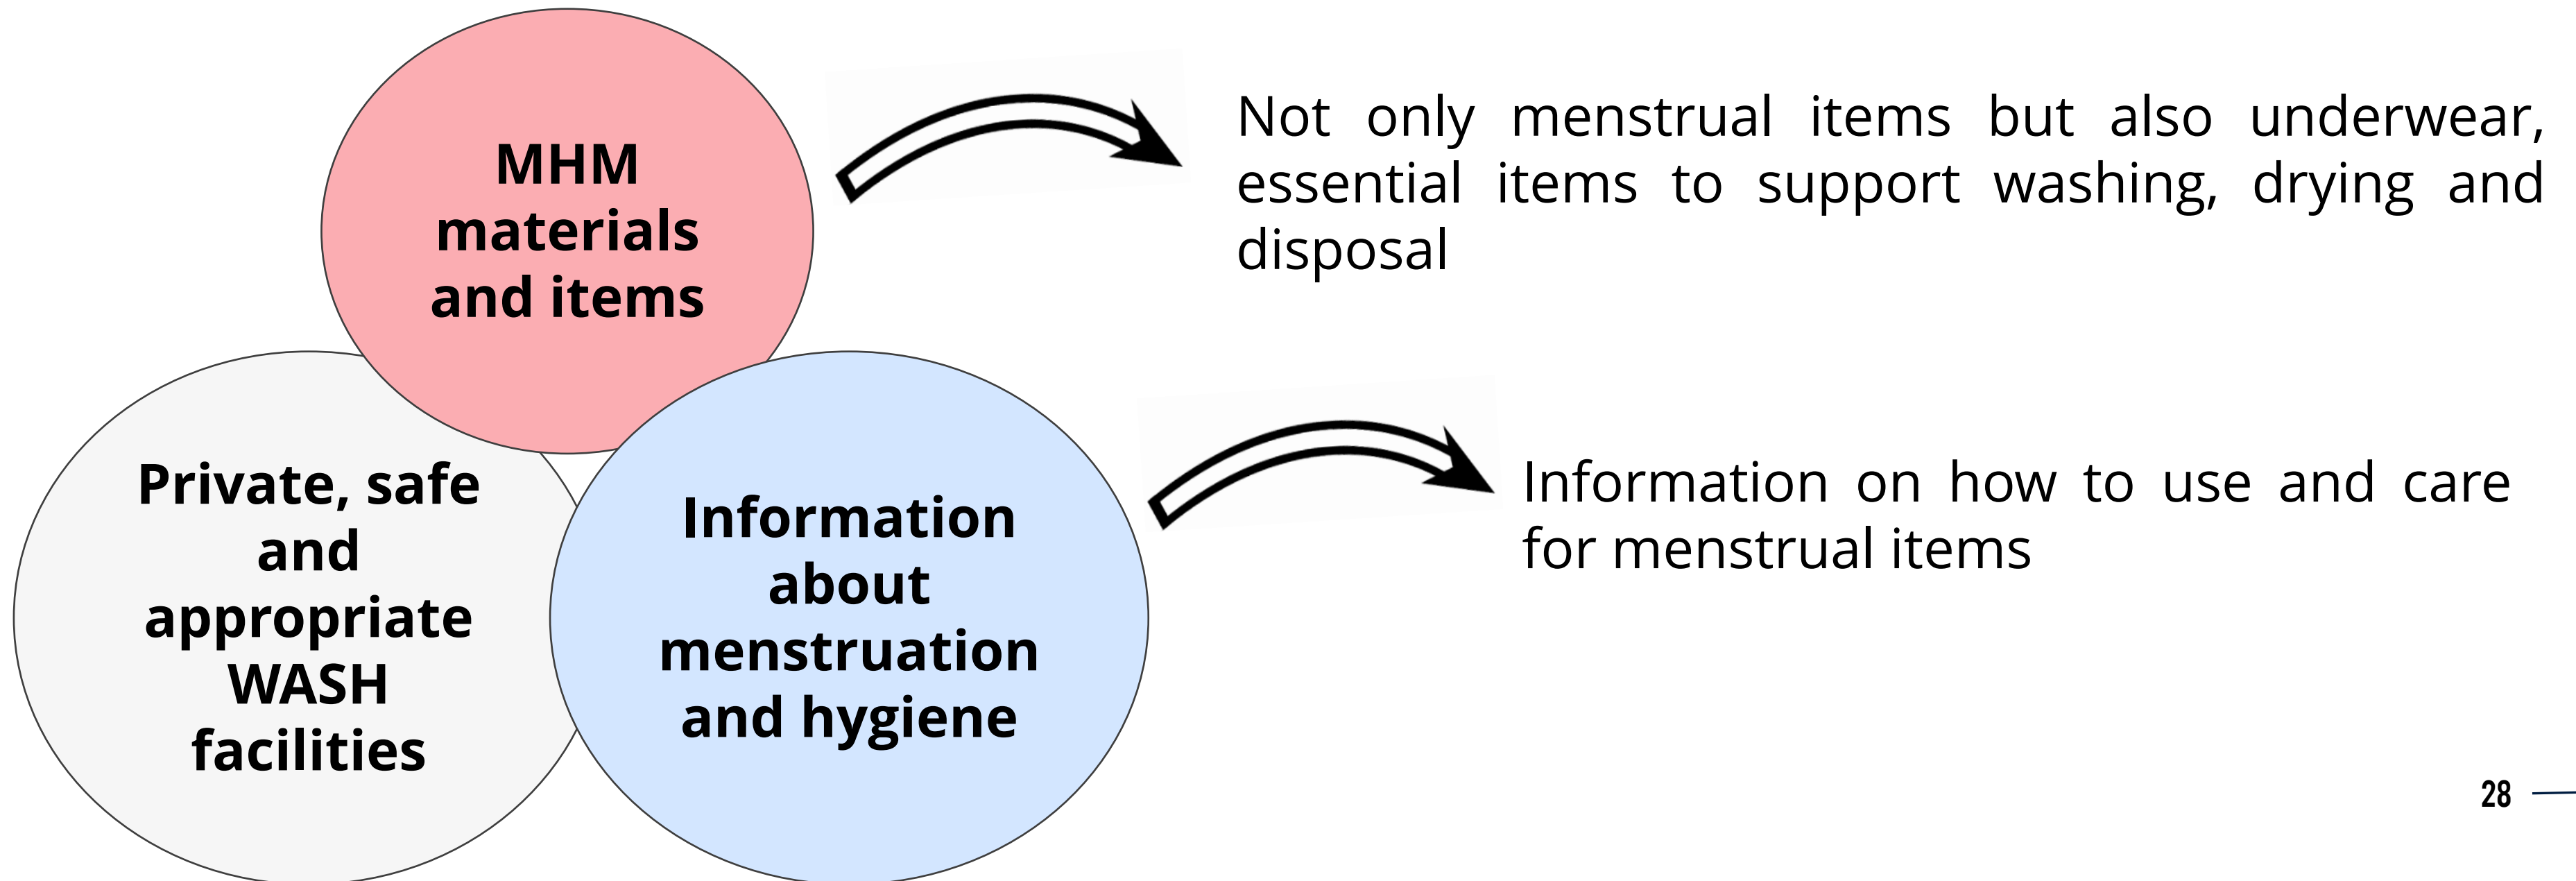 MHM
materials
and items
Not only menstrual items but also underwear,
essential items to support washing, drying and
disposal
Private, safe
and
appropriate
WASH
facilities
Information
about
menstruation
and hygiene
Information on how to use and care
for menstrual items
28